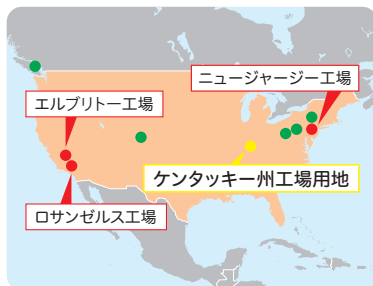 ニュージャージー工場
エルブリトー工場
ケンタッキー州工場用地
ロサンゼルス工場